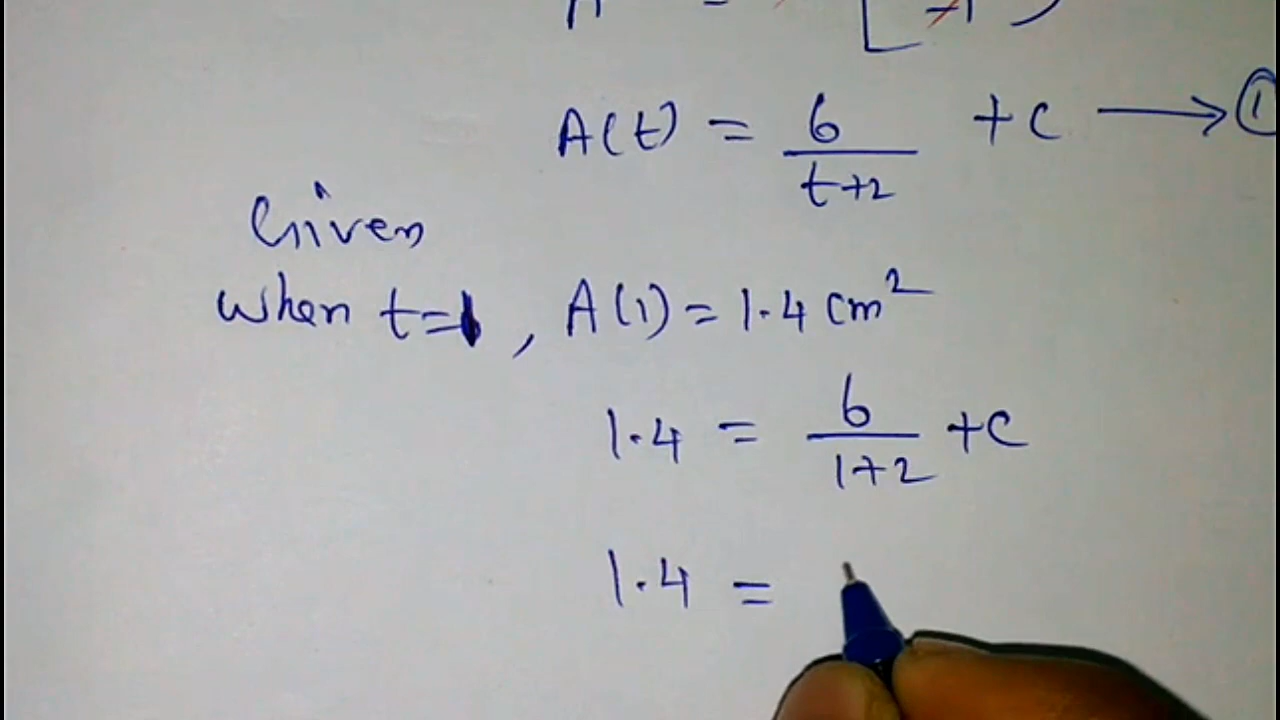 A(t) = 6/(t+2) + c ⟶ ①
Given
when t=1, A(1) = 1.4 cm²
1.4 = 6/(1+2) + c
1.4 =